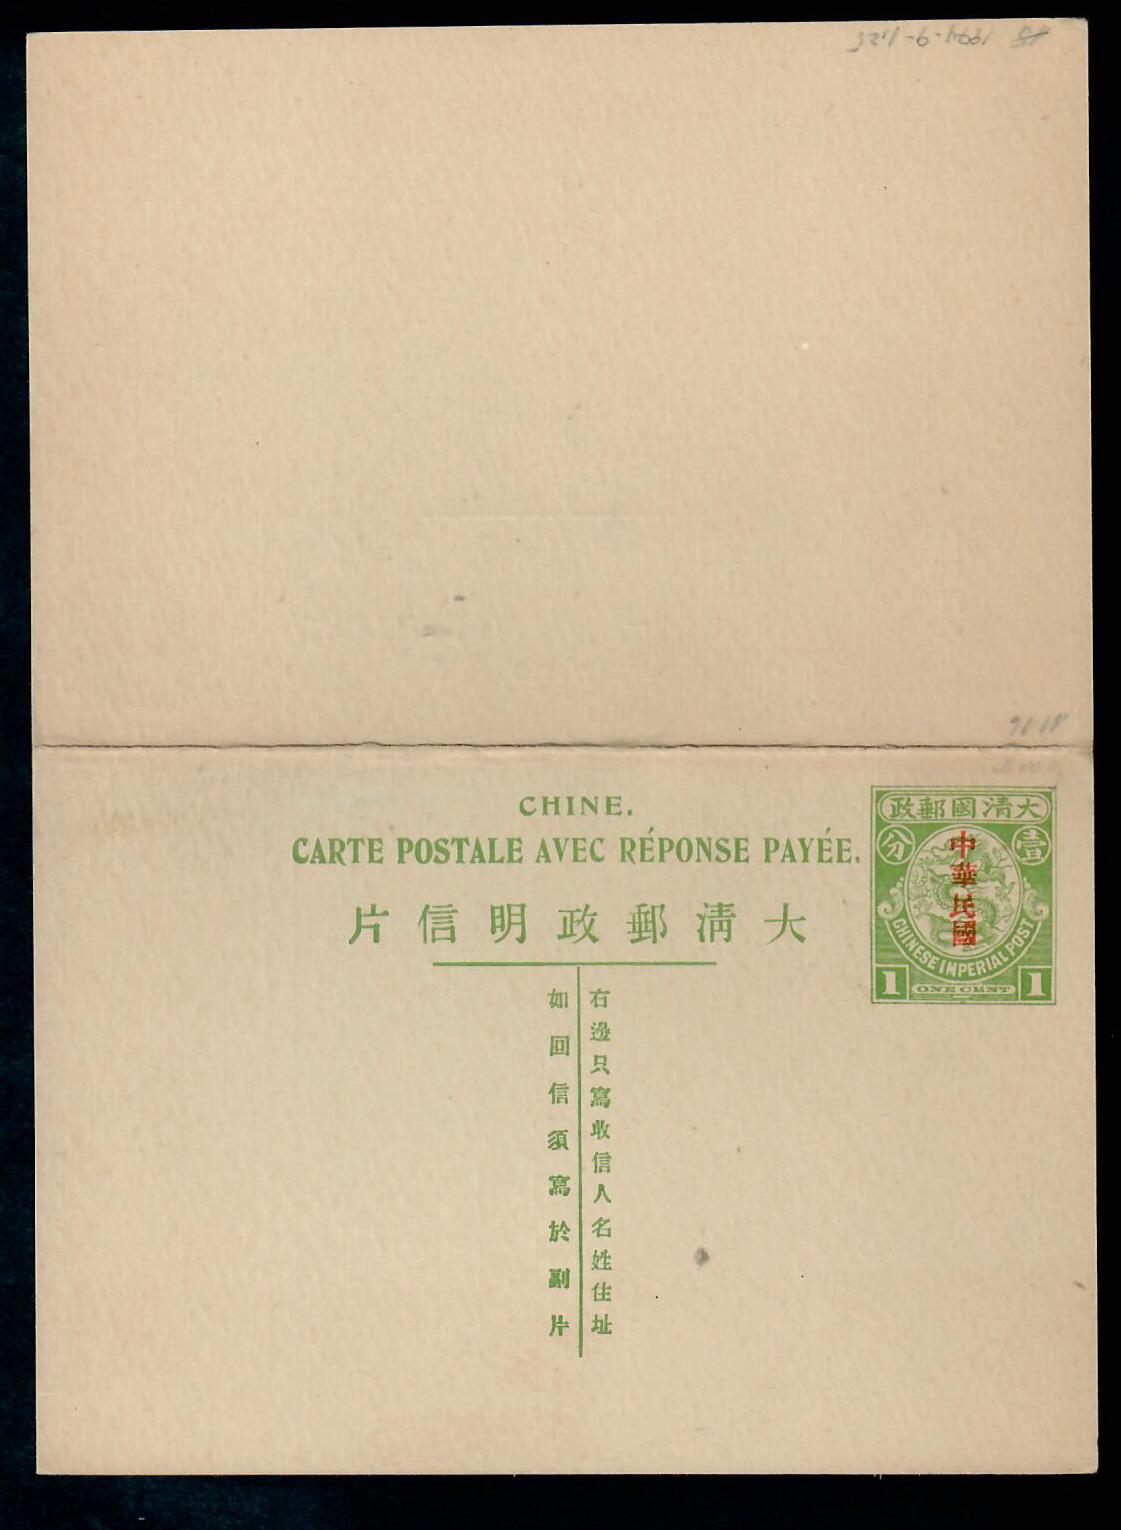 CHINE.
CARTE POSTALE AVEC RÉPONSE PAYÉE.
大清郵政明信片
右邊只寫收信人名姓住址
如回信須寫於副片
大清國郵政
壹分
中華民國
CHINESE IMPERIAL POST
1 ONE CENT 1